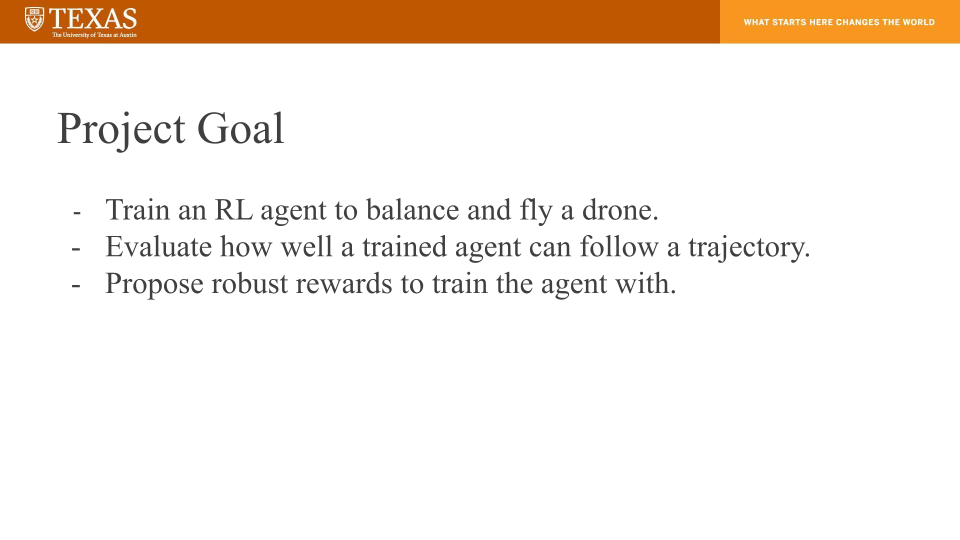 TEXAS
The University of Texas at Austin
WHAT STARTS HERE CHANGES THE WORLD
Project Goal
- Train an RL agent to balance and fly a drone.
- Evaluate how well a trained agent can follow a trajectory.
- Propose robust rewards to train the agent with.